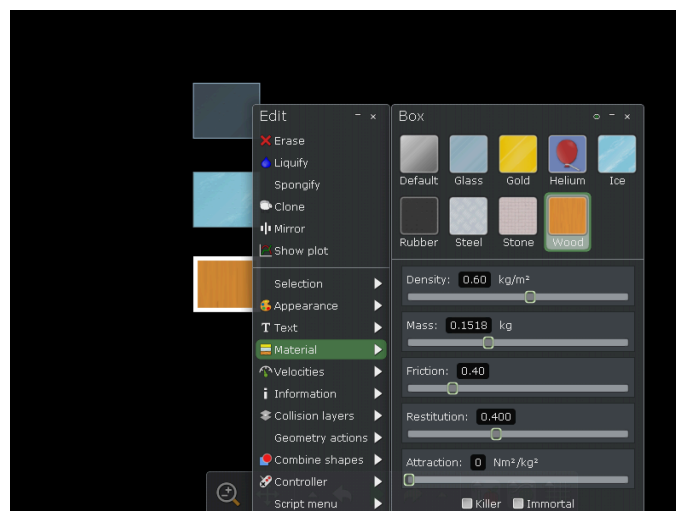 Edit
Erase
Liquify
Spongify
Clone
Mirror
Show plot
Selection
Appearance
Text
Material
Velocities
Information
Collision layers
Geometry actions
Combine shapes
Controller
Script menu
Box
Default Glass Gold Helium Ice
Rubber Steel Stone Wood
Density: 0.60 kg/m²
Mass: 0.1518 kg
Friction: 0.40
Restitution: 0.400
Attraction: 0 Nm²/kg²
Killer Immortal